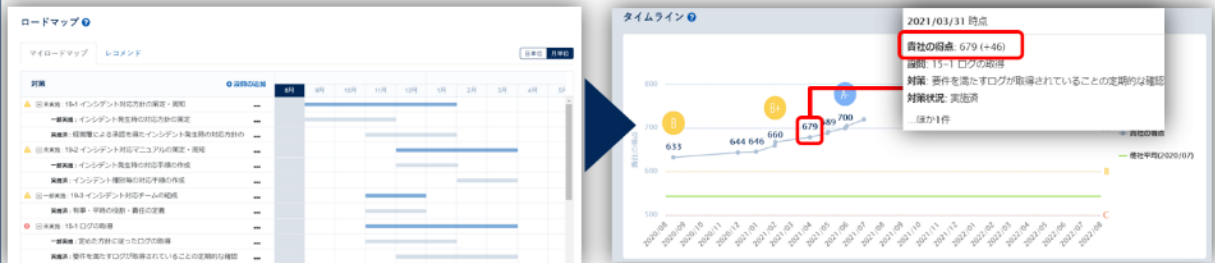 ロードマップ ?
マイロードマップ レコメンド
日単位 月単位
対策
設問の追加
8月 9月 10月 11月 12月 1月 2月 3月 4月
未実施: 19-1 インシデント対応方針の策定・周知
一部実施: インシデント発生時の対応方針の策定
実施済: 経営層による承認を得たインシデント発生時の対応方針の
未実施: 19-2 インシデント対応マニュアルの策定・周知
一部実施: インシデント発生時の対応手順の作成
実施済: インシデント種別毎の対応手順の作成
一部実施: 19-3 インシデント対応チームの組成
実施済: 有事・平時の役割・責任の定義
未実施: 15-1 ログの取得
一部実施: 定めた方針に従ったログの取得
実施済: 要件を満たすログが取得されていることの定期的な確認
タイムライン ?
2021/03/31 時点
貴社の得点: 679 (+46)
設問: 15-1 ログの取得
対策: 要件を満たすログが取得されていることの定期的な確認
対策状況: 実施済
...ほか1件
貴社の得点
他社平均(2020/07)
800
700
600
500
B B+ A-
633 644 646 660 679 689 700
B
C
2020/08 2020/09 2020/10 2020/11 2020/12 2021/01 2021/02 2021/03 2021/04 2021/05 2021/06 2021/07 2021/08 2021/09 2021/10 2021/11 2021/12 2022/01 2022/02 2022/03 2022/04 2022/05 2022/06 2022/07 2022/08